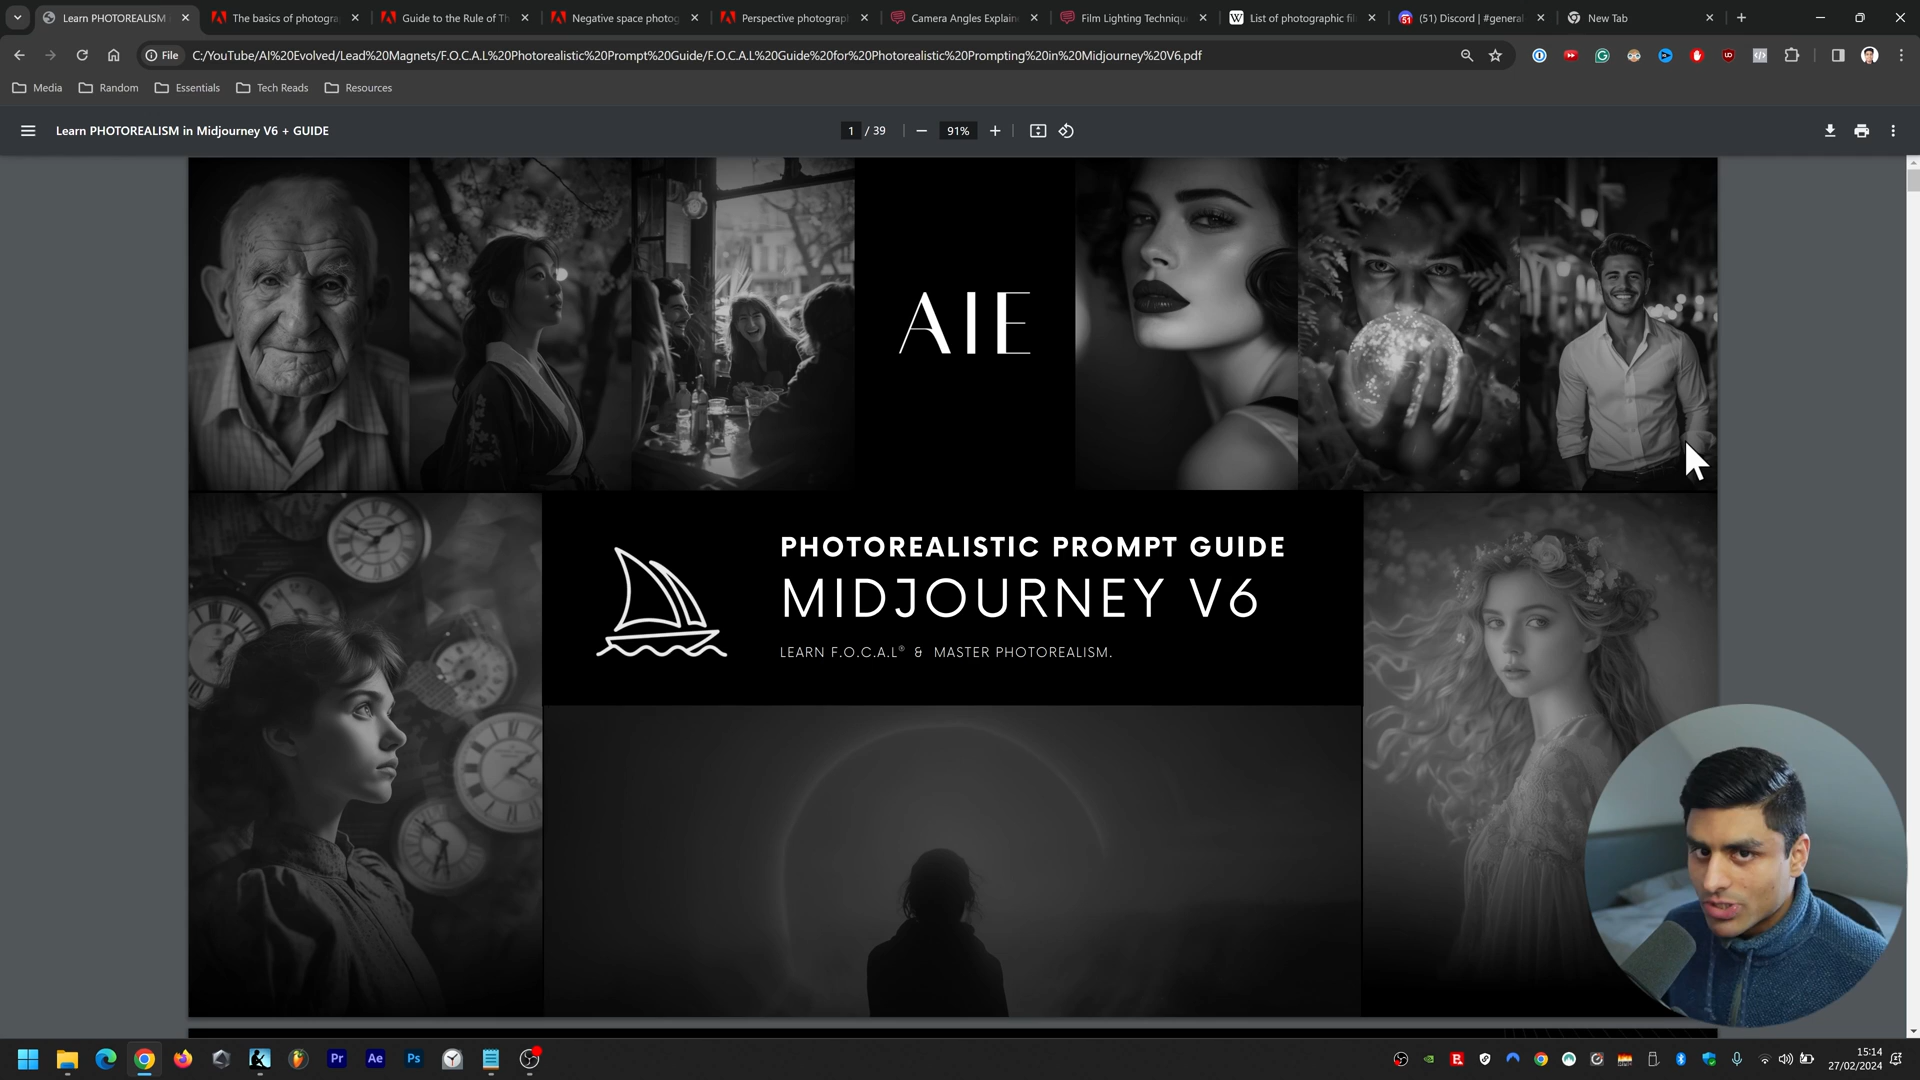 Learn PHOTOREALISM
The basics of photogra
Guide to the Rule of Th
Negative space photog
Perspective photograph
Camera Angles Explain
Film Lighting Techniqu
List of photographic fil
(51) Discord | #general
New Tab
File
C:/YouTube/AI%20Evolved/Lead%20Magnets/F.O.C.A.L%20Photorealistic%20Prompt%20Guide/F.O.C.A.L%20Guide%20for%20Photorealistic%20Prompting%20in%20Midjourney%20V6.pdf
Media
Random
Essentials
Tech Reads
Resources
Learn PHOTOREALISM in Midjourney V6 + GUIDE
1 / 39
91%
AIE
PHOTOREALISTIC PROMPT GUIDE
MIDJOURNEY V6
LEARN F.O.C.A.L® & MASTER PHOTOREALISM.
Pr
Ae
Ps
15:14
27/02/2024